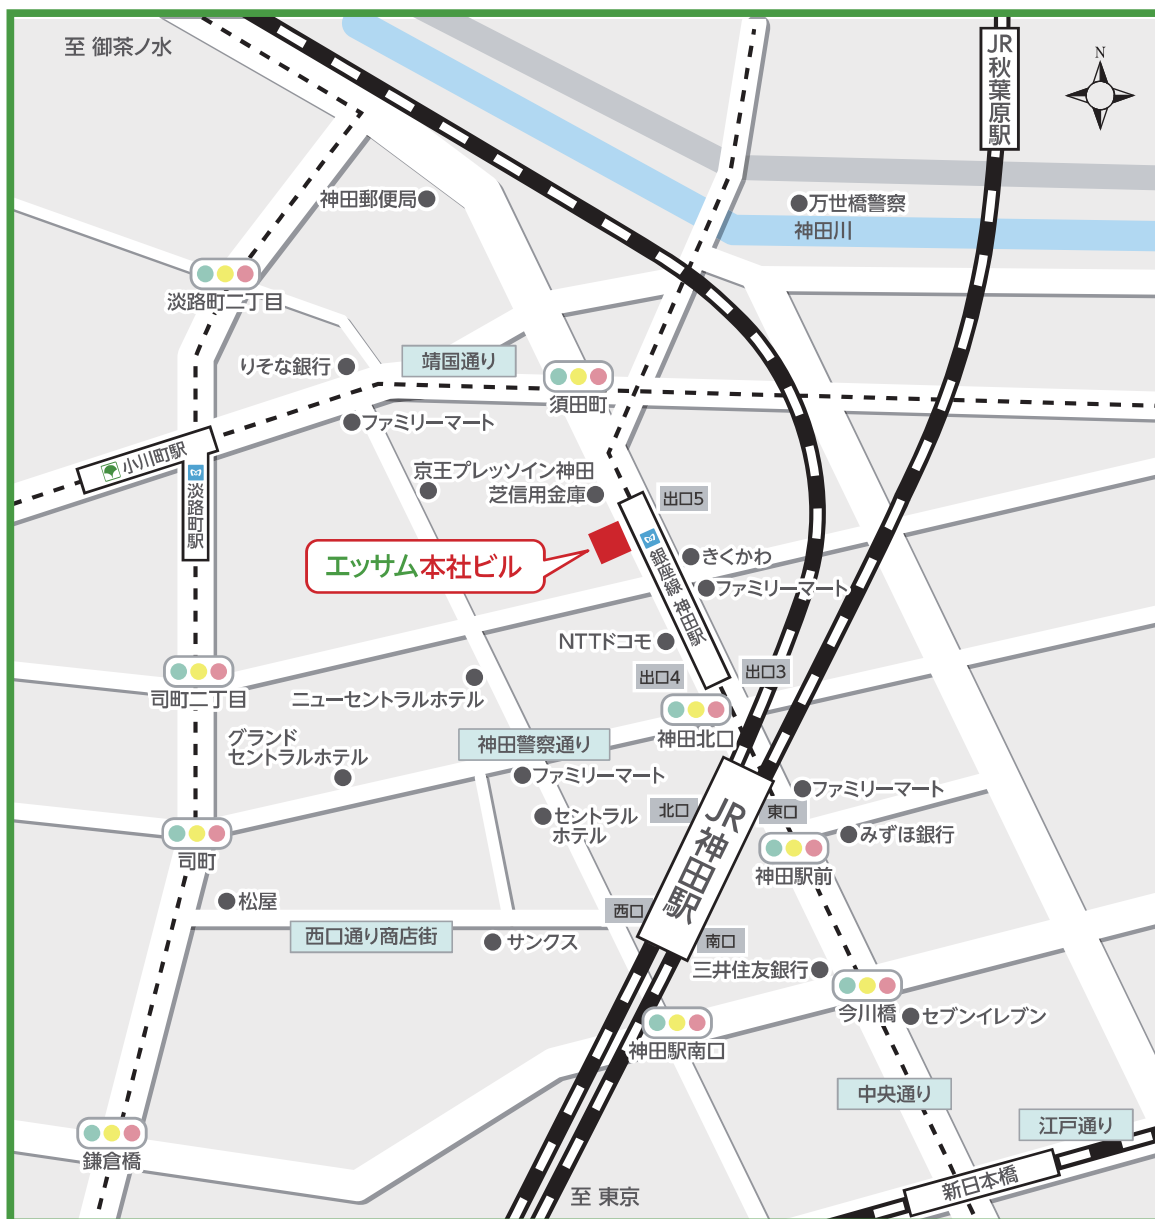 至 御茶ノ水
N
JR秋葉原駅
神田郵便局
万世橋警察
神田川
淡路町二丁目
靖国通り
りそな銀行
須田町
ファミリーマート
小川町駅
淡路町駅
京王プレッソイン神田
芝信用金庫
出口5
エッサム本社ビル
銀座線 神田駅
きくかわ
ファミリーマート
NTTドコモ
出口4
出口3
司町二丁目
ニューセントラルホテル
神田北口
グランド
セントラルホテル
神田警察通り
ファミリーマート
セントラル
ホテル
北口
東口
ファミリーマート
みずほ銀行
JR神田駅
司町
神田駅前
松屋
西口
西口通り商店街
サンクス
南口
三井住友銀行
今川橋
セブンイレブン
神田駅南口
中央通り
江戸通り
鎌倉橋
新日本橋
至 東京